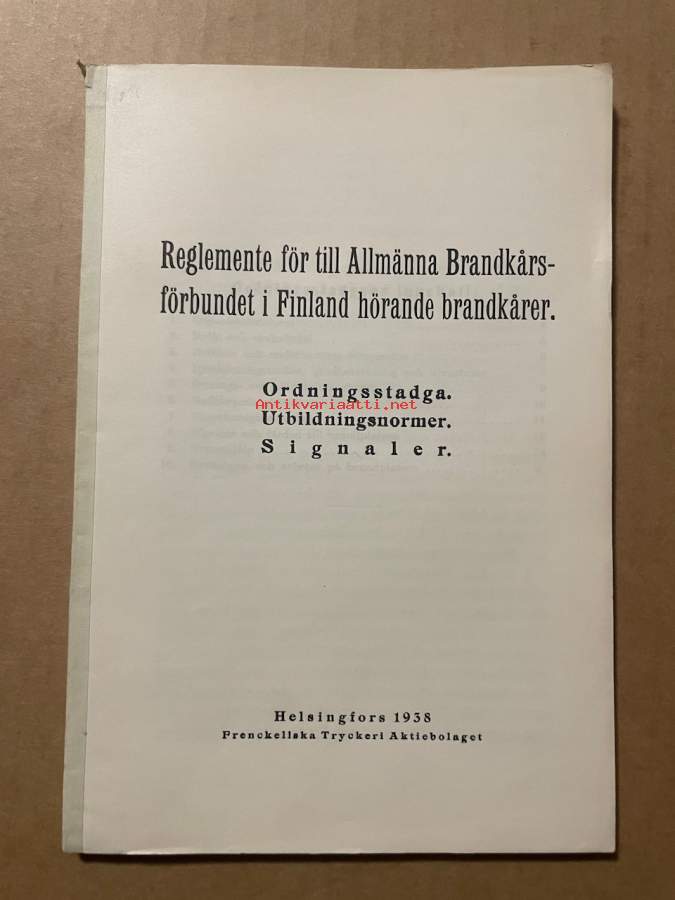 Reglemente för till Allmänna Brandkårs-
förbundet i Finland hörande brandkårer.
Ordningsstadga.
Antikvariaatti.net
Utbildningsnormer.
Signaler.
Helsingfors 1938
Frenckellska Tryckeri Aktiebolaget